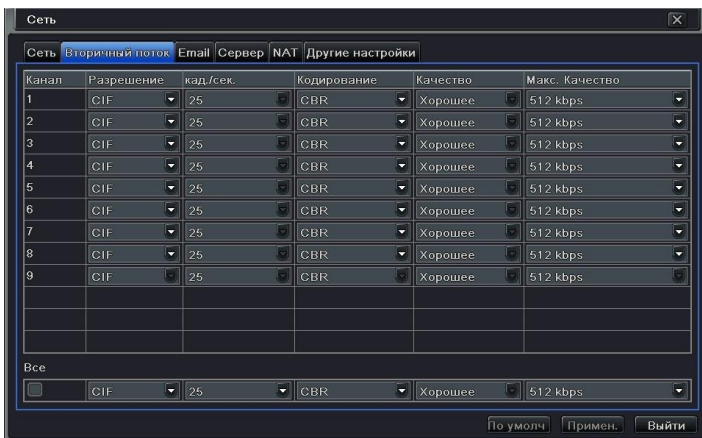 Сеть
Сеть Вторичный поток Email Сервер NAT Другие настройки
Канал Разрешение кад./сек. Кодирование Качество Макс. Качество
1 CIF 25 CBR Хорошее 512 kbps
2 CIF 25 CBR Хорошее 512 kbps
3 CIF 25 CBR Хорошее 512 kbps
4 CIF 25 CBR Хорошее 512 kbps
5 CIF 25 CBR Хорошее 512 kbps
6 CIF 25 CBR Хорошее 512 kbps
7 CIF 25 CBR Хорошее 512 kbps
8 CIF 25 CBR Хорошее 512 kbps
9 CIF 25 CBR Хорошее 512 kbps
Все
CIF 25 CBR Хорошее 512 kbps
По умолч Примен. Выйти